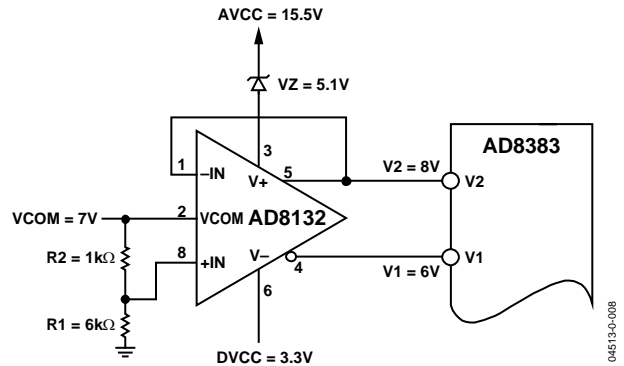 AVCC = 15.5V
VZ = 5.1V
3
1
–IN
V+
5
V2 = 8V
AD8383
V2
VCOM = 7V
2
VCOM
AD8132
R2 = 1kΩ
8
+IN
V–
4
V1 = 6V
V1
R1 = 6kΩ
6
DVCC = 3.3V
04513-0-008